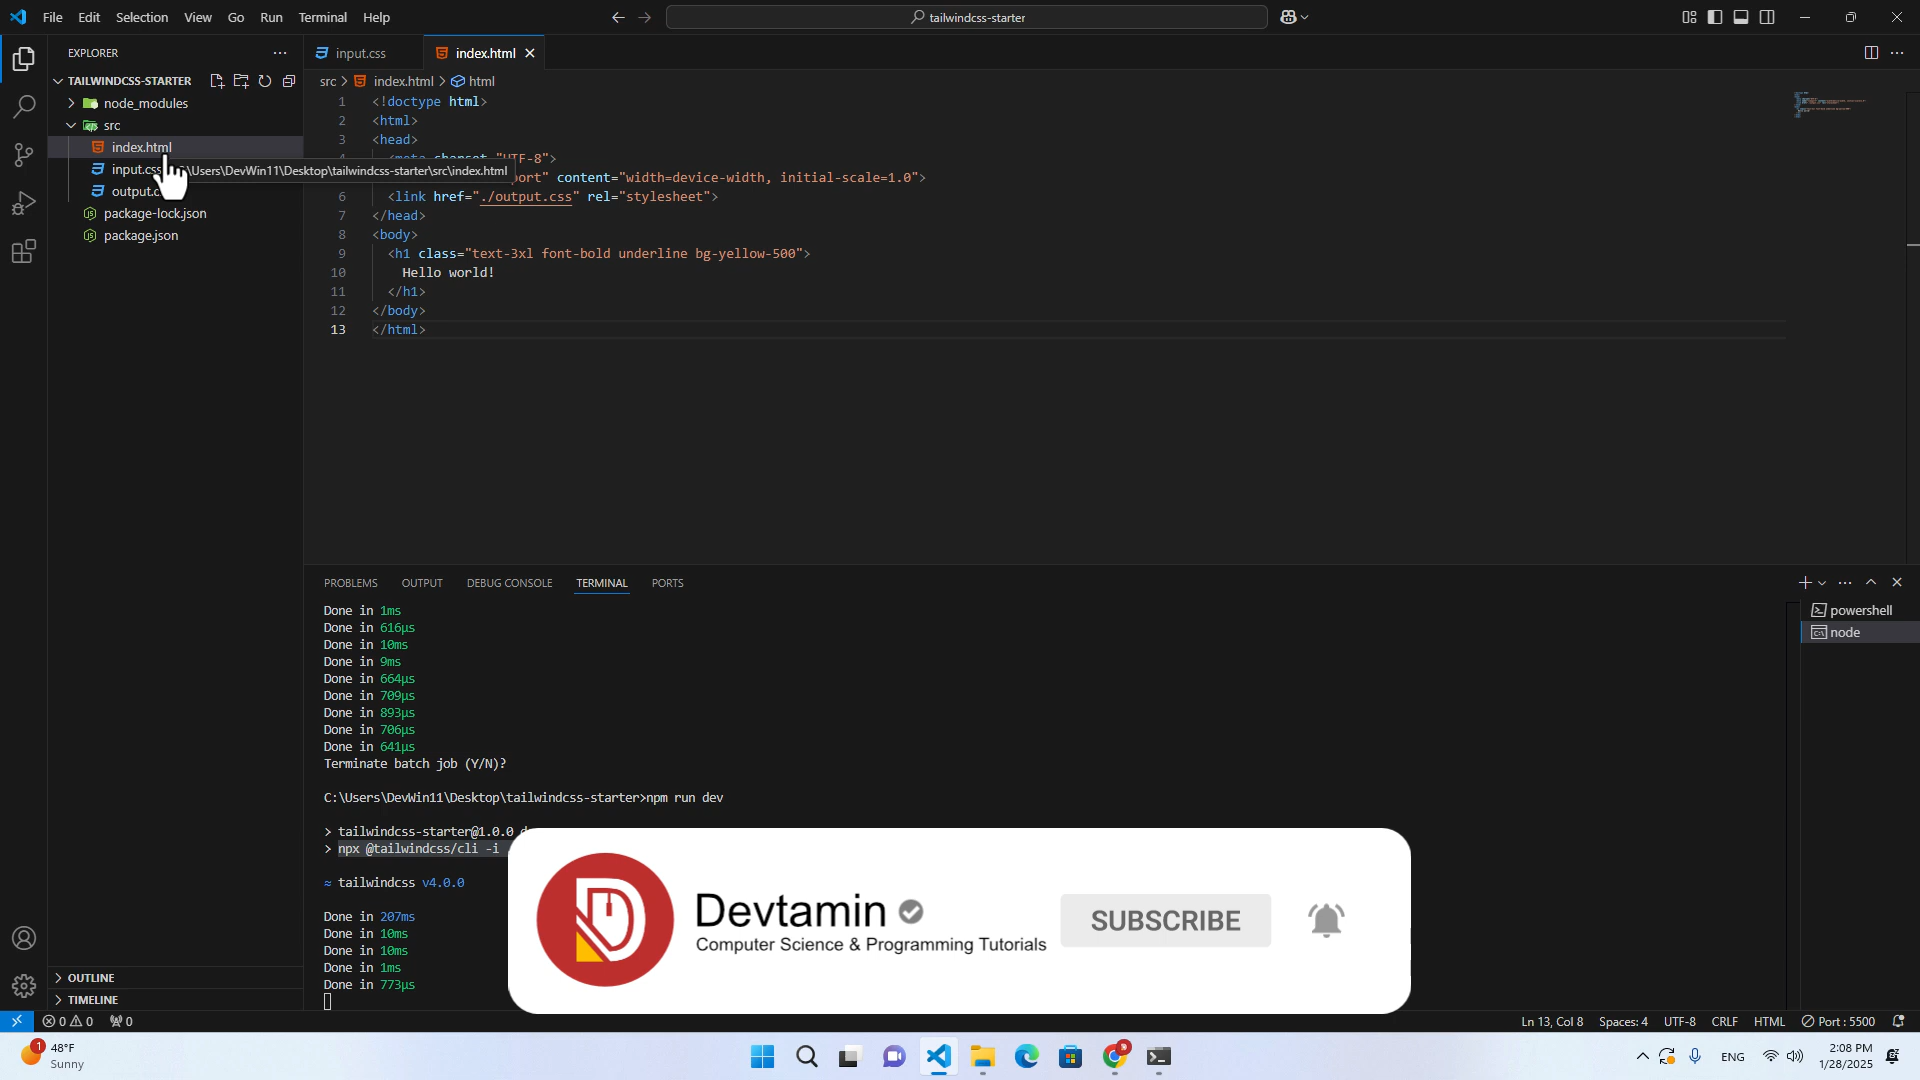 File Edit Selection View Go Run Terminal Help
tailwindcss-starter
EXPLORER
TAILWINDCSS-STARTER
node_modules
src
index.html
input.css
output.c
package-lock.json
package.json
OUTLINE
TIMELINE
input.css
index.html
src > index.html > html
1 <!doctype html>
2 <html>
3 <head>
4 <meta charset="UTF-8">
port" content="width=device-width, initial-scale=1.0">
\Users\DevWin11\Desktop\tailwindcss-starter\src\index.html
6 <link href="./output.css" rel="stylesheet">
7 </head>
8 <body>
9 <h1 class="text-3xl font-bold underline bg-yellow-500">
10 Hello world!
11 </h1>
12 </body>
13 </html>
PROBLEMS OUTPUT DEBUG CONSOLE TERMINAL PORTS
powershell
node
Done in 1ms
Done in 616µs
Done in 10ms
Done in 9ms
Done in 664µs
Done in 709µs
Done in 893µs
Done in 706µs
Done in 641µs
Terminate batch job (Y/N)?
C:\Users\DevWin11\Desktop\tailwindcss-starter>npm run dev
> tailwindcss-starter@1.0.0 d
> npx @tailwindcss/cli -i
≈ tailwindcss v4.0.0
Done in 207ms
Done in 10ms
Done in 10ms
Done in 1ms
Done in 773µs
Devtamin
Computer Science & Programming Tutorials
SUBSCRIBE
0 0 0
Ln 13, Col 8 Spaces: 4 UTF-8 CRLF HTML Port : 5500
1
48°F
Sunny
ENG
2:08 PM
1/28/2025